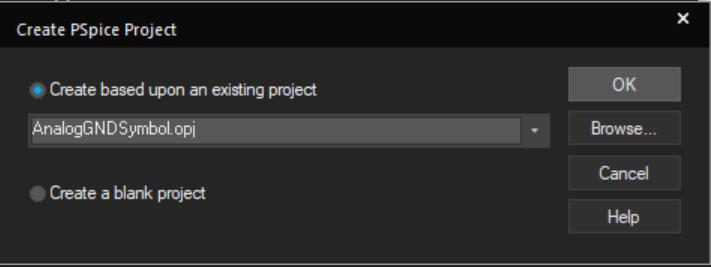 Create PSpice Project
Create based upon an existing project
OK
AnalogGNDSymbol.opj
Browse...
Cancel
Create a blank project
Help